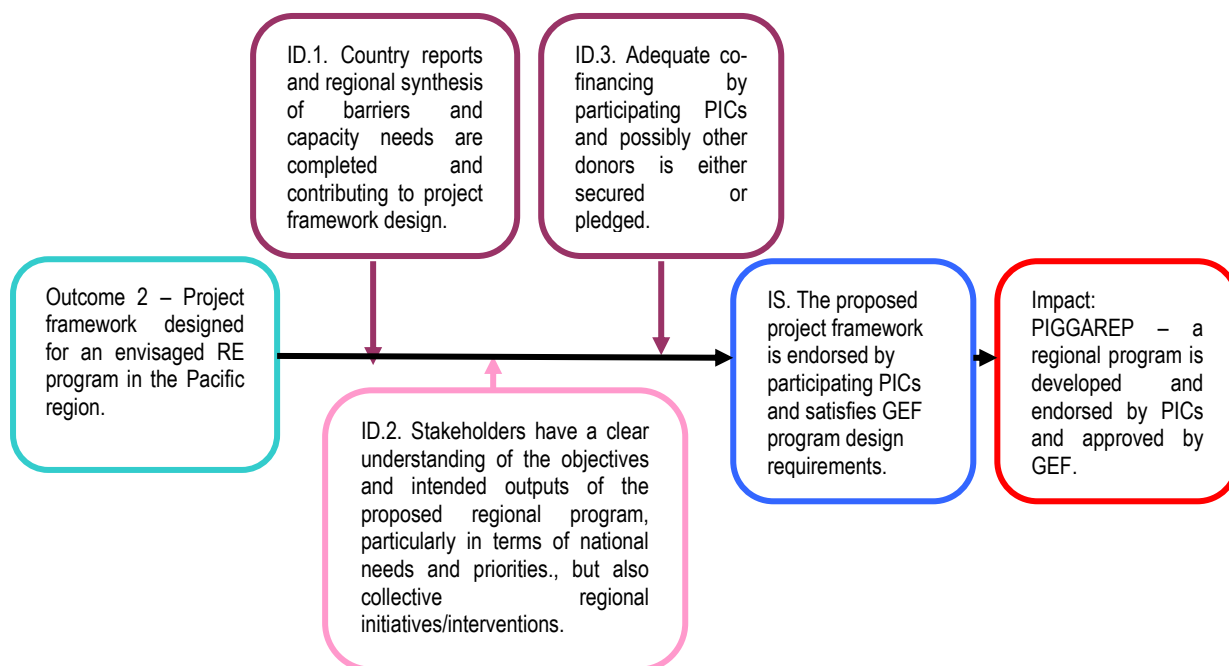 ID.1. Country reports
and regional synthesis
of barriers and
capacity needs are
completed and
contributing to project
framework design.
ID.3. Adequate co-
financing by
participating PICs
and possibly other
donors is either
secured or
pledged.
Outcome 2 – Project
framework designed
for an envisaged RE
program in the Pacific
region.
ID.2. Stakeholders have a clear
understanding of the objectives
and intended outputs of the
proposed regional program,
particularly in terms of national
needs and priorities., but also
collective regional
initiatives/interventions.
IS. The proposed
project framework
is endorsed by
participating PICs
and satisfies GEF
program design
requirements.
Impact:
PIGGAREP – a
regional program is
developed and
endorsed by PICs
and approved by
GEF.